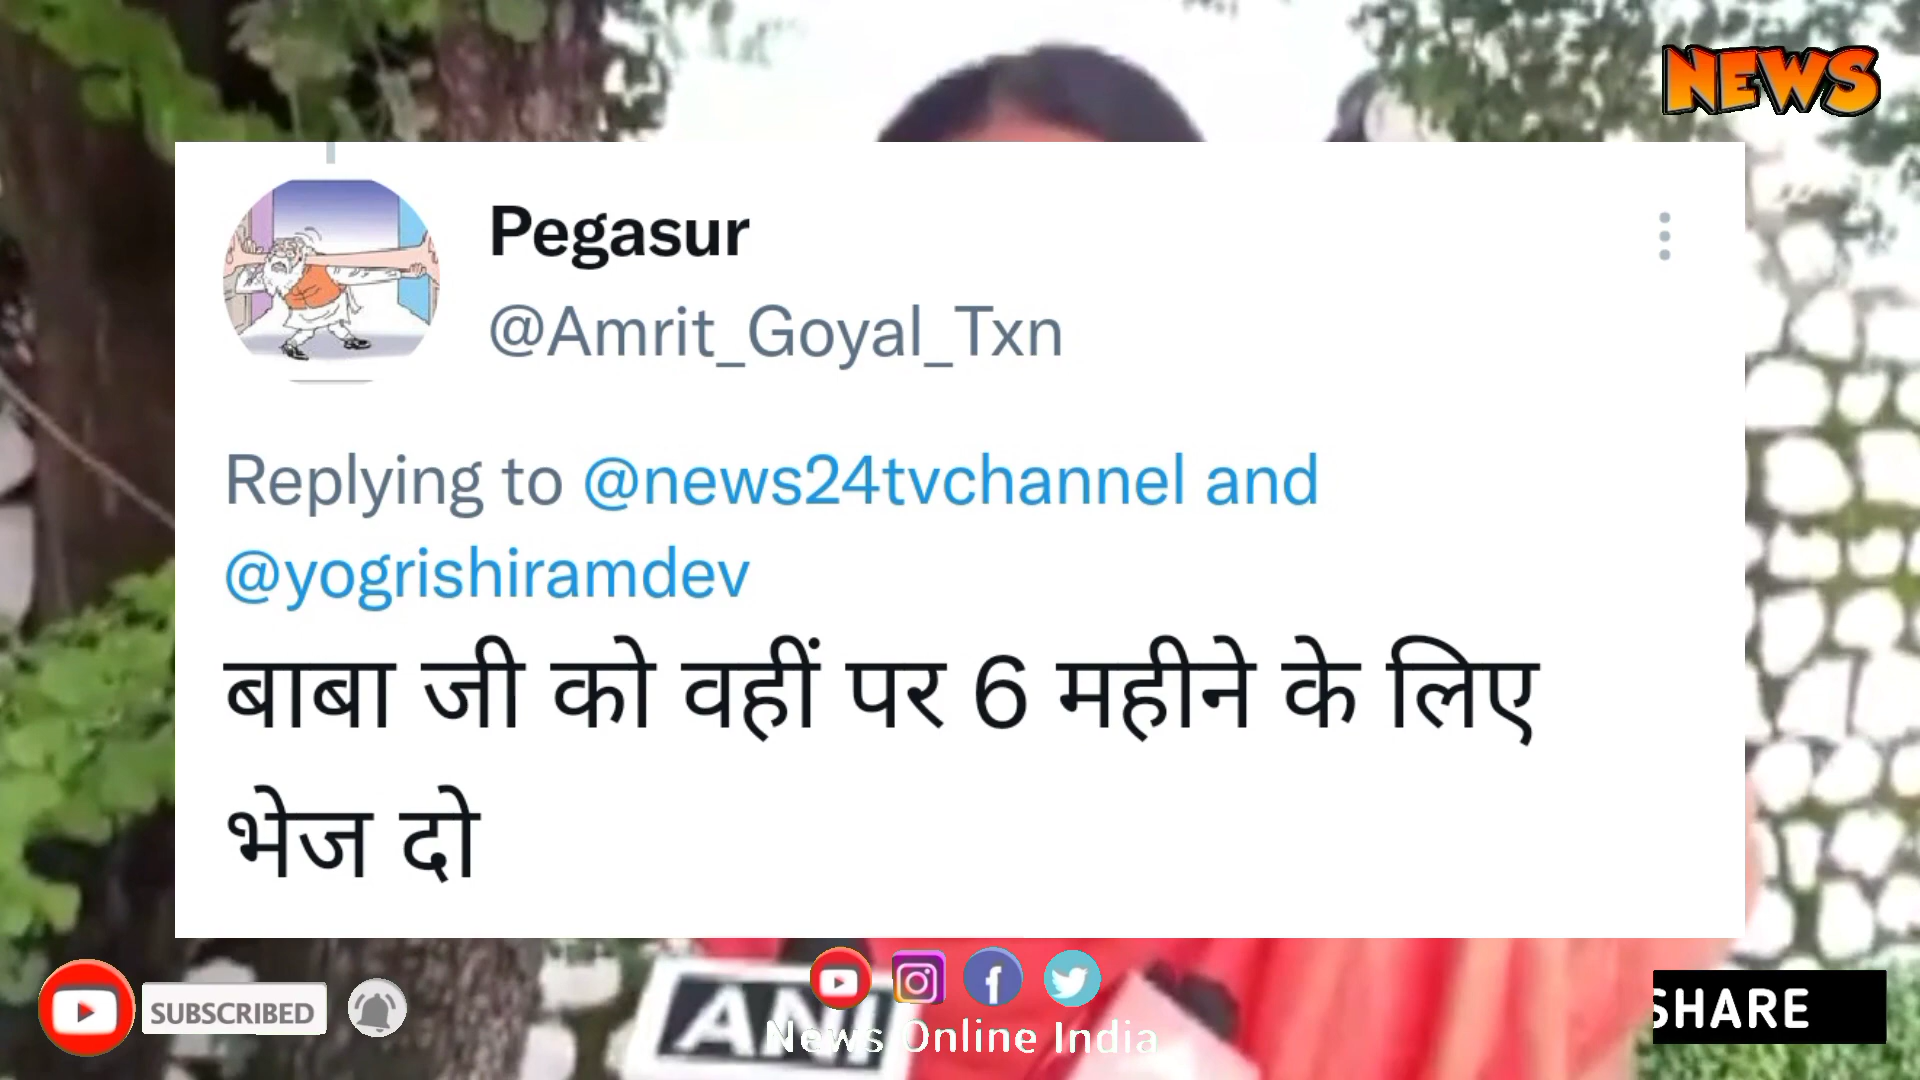 NEWS
Pegasur
@Amrit_Goyal_Txn
Replying to @news24tvchannel and
@yogrishiramdev
बाबा जी को वहीं पर 6 महीने के लिए
भेज दो
SUBSCRIBED
ANI
News Online India
SHARE